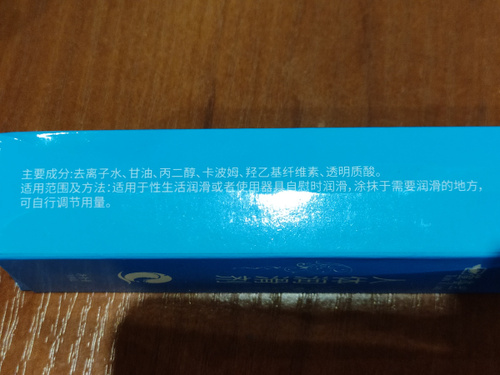 主要成分:去离子水、甘油、丙二醇、卡波姆、羟乙基纤维素、透明质酸。
适用范围及方法:适用于性生活润滑或者使用器具自慰时润滑,涂抹于需要润滑的地方,
可自行调节用量。